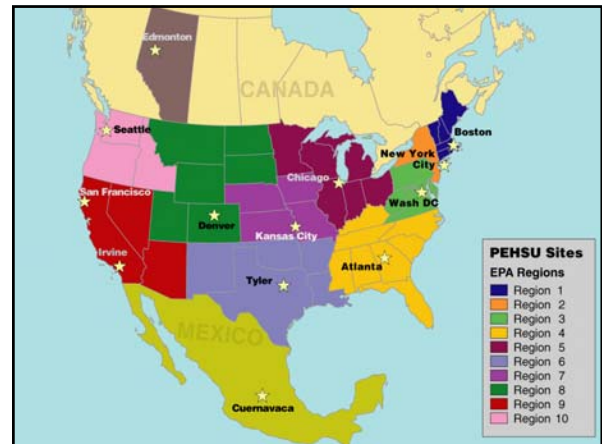 Edmonton
CANADA
Seattle
Boston
New York
City
Chicago
San Francisco
Wash DC
Denver
Kansas City
Irvine
Atlanta
Tyler
MEXICO
Cuernavaca
PEHSU Sites
EPA Regions
Region 1
Region 2
Region 3
Region 4
Region 5
Region 6
Region 7
Region 8
Region 9
Region 10